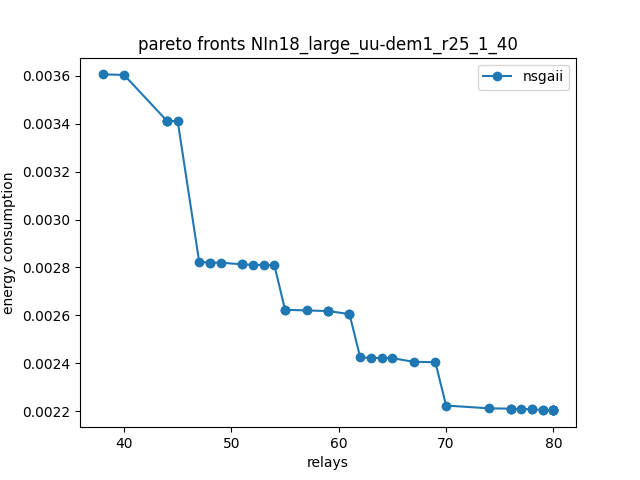 pareto fronts NIn18_large_uu-dem1_r25_1_40
nsgaii
0.0036
0.0034
0.0032
0.0030
0.0028
0.0026
0.0024
0.0022
energy consumption
40 50 60 70 80
relays